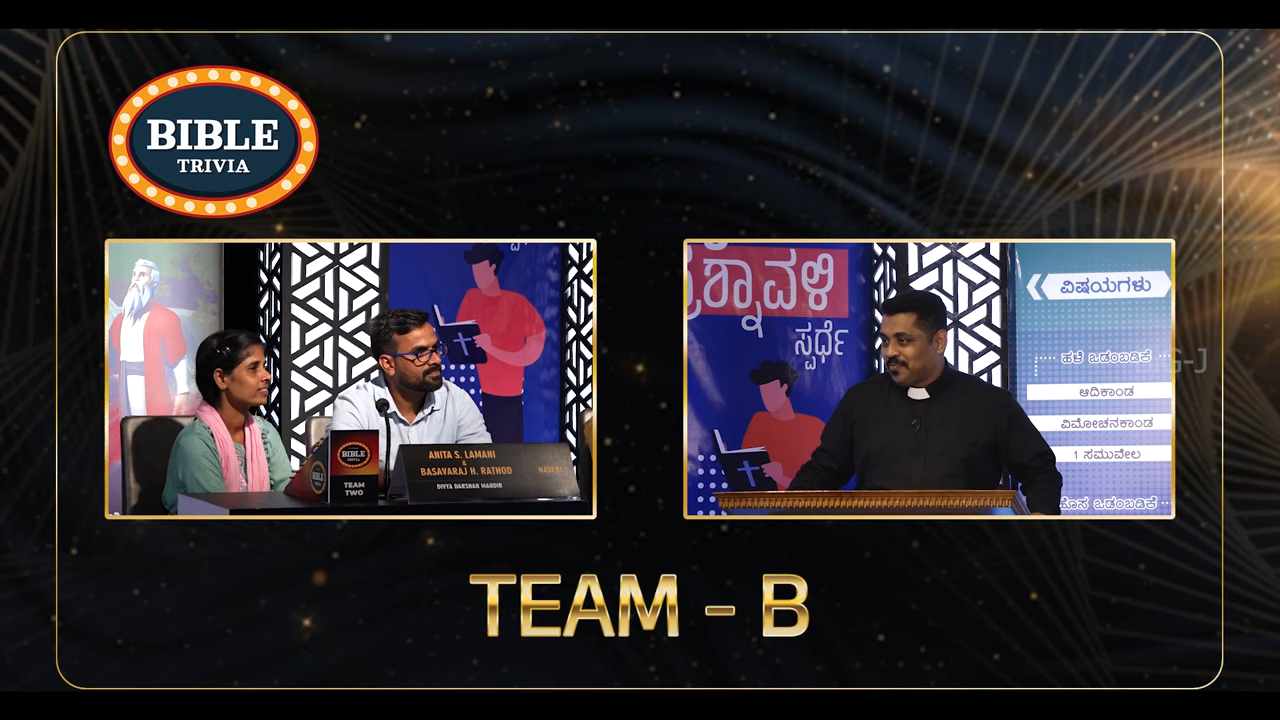 BIBLE
TRIVIA
TEAM
TWO
ANITA S. LAMANI
&
BASAVARAJ H. RATHOD
DIVYA DARSHAN MANDIR
HAVERI
ಪ್ರಶ್ನಾವಳಿ
ಸ್ಪರ್ಧೆ
ವಿಷಯಗಳು
ಹಳೆ ಒಡಂಬಡಿಕೆ
ಆದಿಕಾಂಡ
ವಿಮೋಚನಕಾಂಡ
1 ಸಮುವೇಲ
ಹೊಸ ಒಡಂಬಡಿಕೆ
TEAM - B